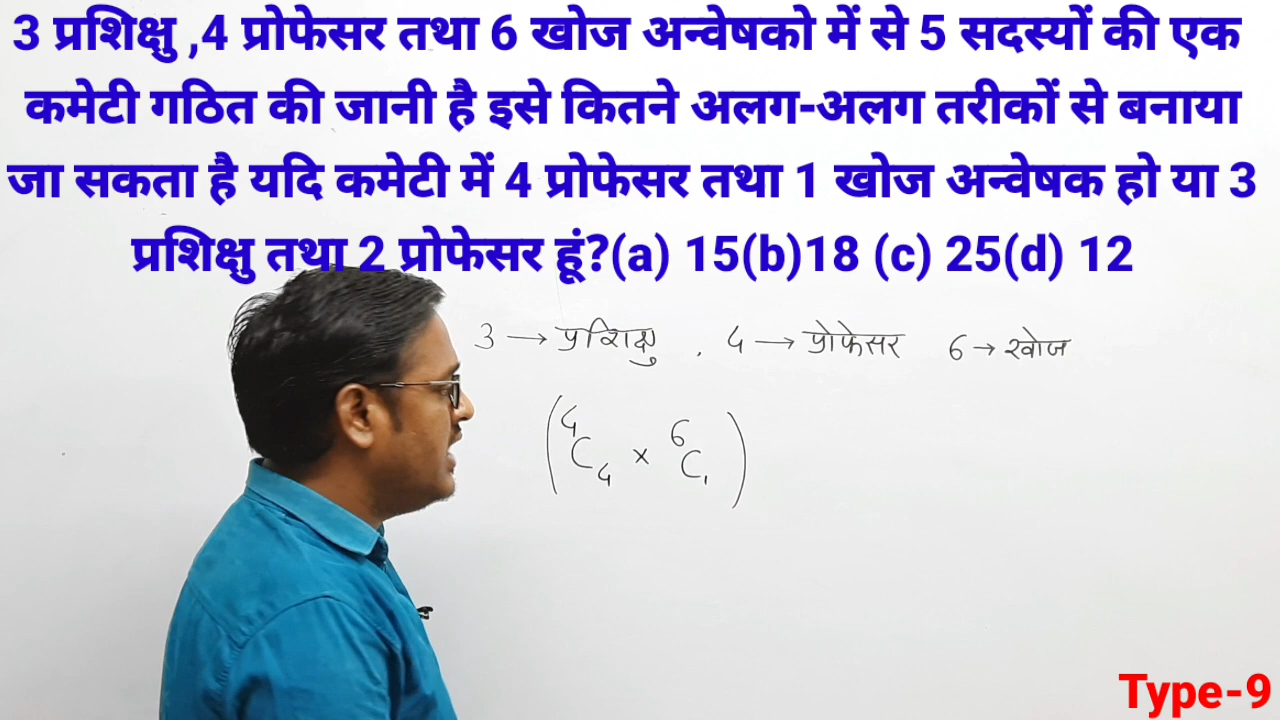 3 प्रशिक्षु ,4 प्रोफेसर तथा 6 खोज अन्वेषको में से 5 सदस्यों की एक
कमेटी गठित की जानी है इसे कितने अलग-अलग तरीकों से बनाया
जा सकता है यदि कमेटी में 4 प्रोफेसर तथा 1 खोज अन्वेषक हो या 3
प्रशिक्षु तथा 2 प्रोफेसर हूं?(a) 15(b)18 (c) 25(d) 12
3 → प्रशिक्षु , 4 → प्रोफेसर 6 → खोज
(⁴C₄ × ⁶C₁)
Type-9